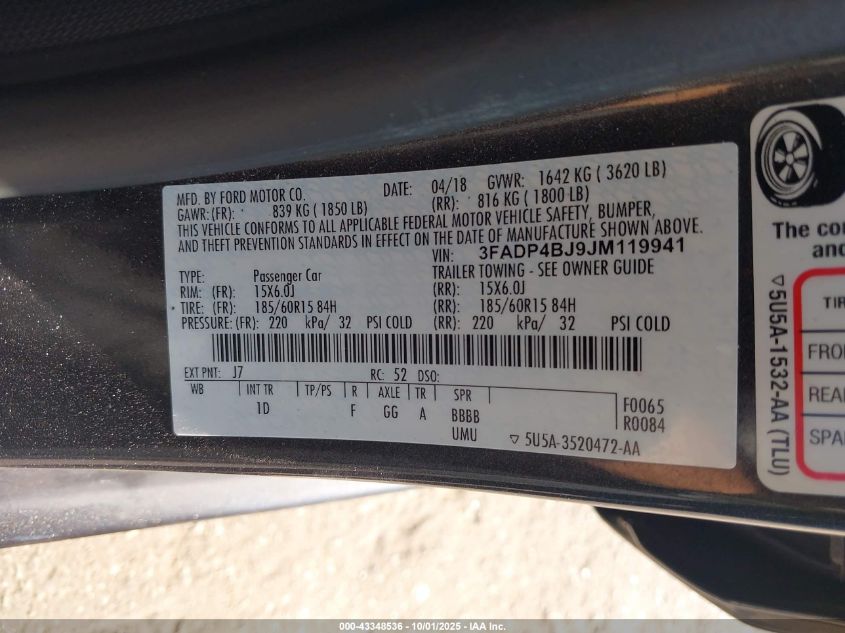 MFD. BY FORD MOTOR CO. DATE: 04/18 GVWR: 1642 KG ( 3620 LB)
GAWR: (FR): 839 KG ( 1850 LB) (RR): 816 KG ( 1800 LB)
THIS VEHICLE CONFORMS TO ALL APPLICABLE FEDERAL MOTOR VEHICLE SAFETY, BUMPER,
AND THEFT PREVENTION STANDARDS IN EFFECT ON THE DATE OF MANUFACTURE SHOWN ABOVE.
VIN: 3FADP4BJ9JM119941
TYPE: Passenger Car TRAILER TOWING - SEE OWNER GUIDE
RIM: (FR): 15X6.0J (RR): 15X6.0J
TIRE: (FR): 185/60R15 84H (RR): 185/60R15 84H
PRESSURE: (FR): 220 kPa/ 32 PSI COLD (RR): 220 kPa/ 32 PSI COLD
EXT PNT: J7 RC: 52 DSO:
WB INT TR TP/PS R AXLE TR SPR
1D F GG A BBBB
UMU
F0065
R0084
▽ 5U5A-3520472-AA
The co
and
▽5U5A-1532-AA (TLU)
TIR
FRO
REA
SPA
000-43348536 - 10/01/2025 - IAA Inc.